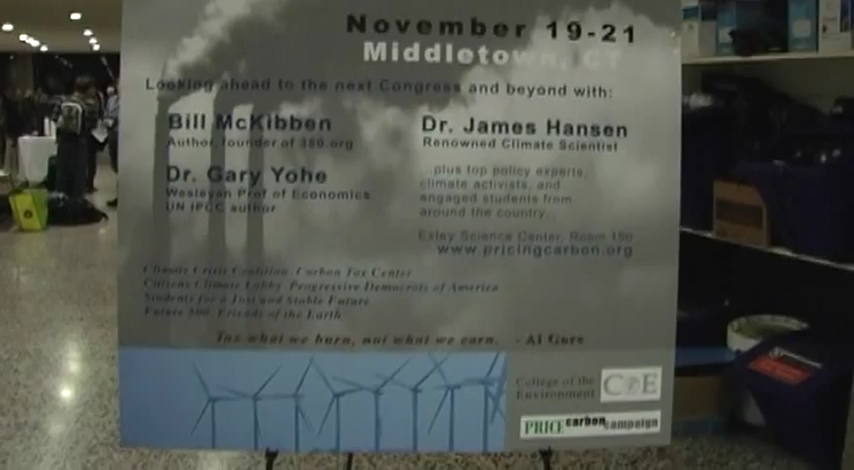 November 19-21
Middletown, CT
Looking ahead to the next Congress and beyond with:
Bill McKibben
Author, founder of 350.org
Dr. Gary Yohe
Wesleyan Prof of Economics
UN IPCC author
Dr. James Hansen
Renowned Climate Scientist
...plus top policy experts,
climate activists, and
engaged students from
around the country...
Exley Science Center, Room 150
www.pricingcarbon.org
Climate Crisis Coalition, Carbon Tax Center
Citizens Climate Lobby, Progressive Democrats of America
Students for a Just and Stable Future
Future 500, Friends of the Earth
Tax what we burn, not what we earn. - Al Gore
College of the
Environment
COE
PRICE carbon campaign